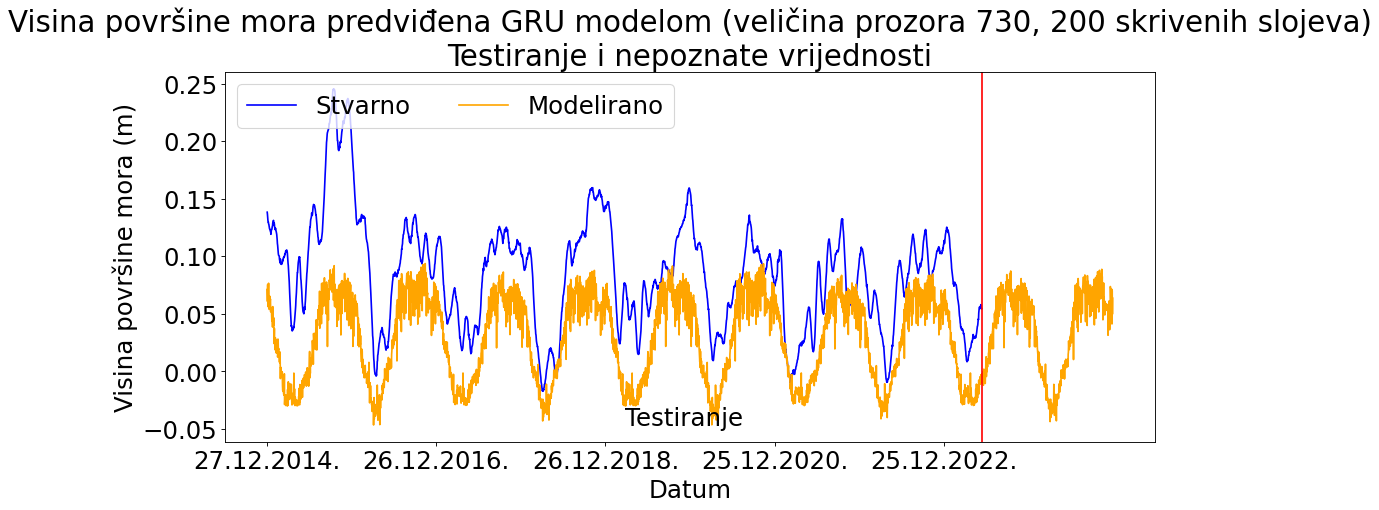 Visina površine mora predviđena GRU modelom (veličina prozora 730, 200 skrivenih slojeva)
Testiranje i nepoznate vrijednosti
Stvarno
Modelirano
Visina površine mora (m)
0.25
0.20
0.15
0.10
0.05
0.00
−0.05
Testiranje
27.12.2014.
26.12.2016.
26.12.2018.
25.12.2020.
25.12.2022.
Datum